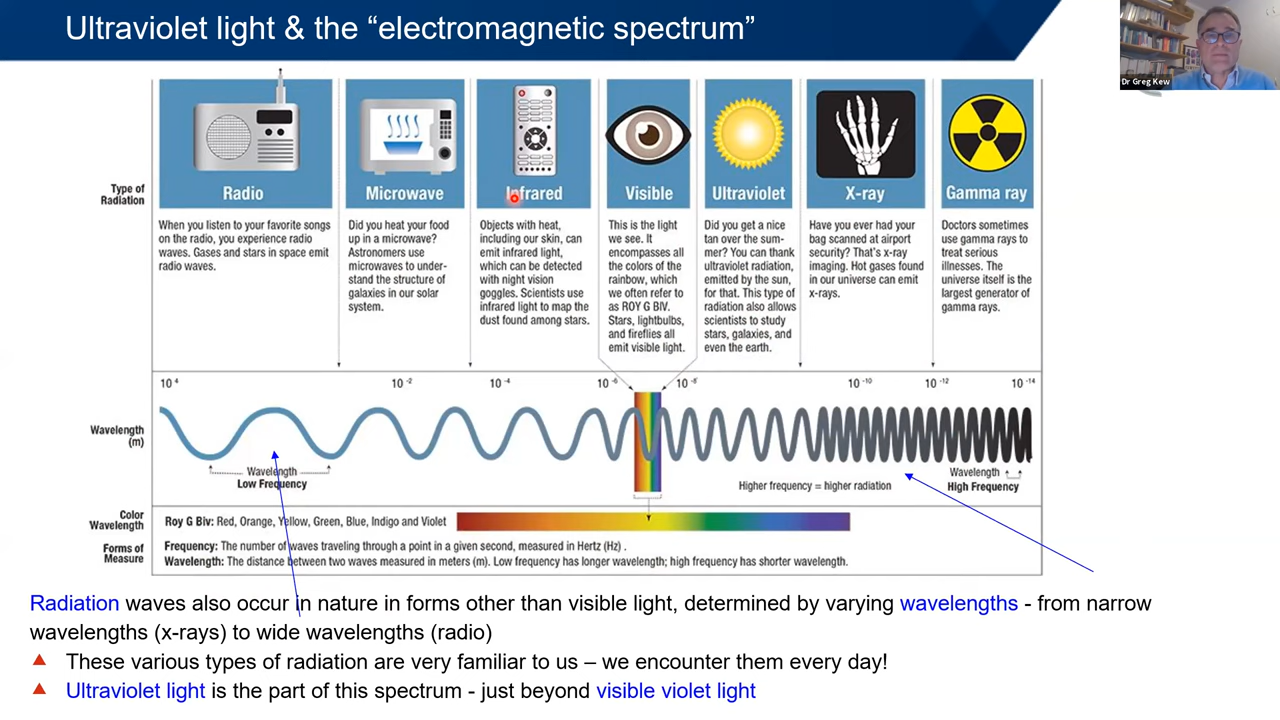 Ultraviolet light & the “electromagnetic spectrum”
Dr Greg Kew
Type of
Radiation
Radio
Microwave
Infrared
Visible
Ultraviolet
X-ray
Gamma ray
When you listen to your favorite songs
on the radio, you experience radio
waves. Gases and stars in space emit
radio waves.
Did you heat your food
up in a microwave?
Astronomers use
microwaves to under-
stand the structure of
galaxies in our solar
system.
Objects with heat,
including our skin, can
emit infrared light,
which can be detected
with night vision
goggles. Scientists use
infrared light to map the
dust found among stars.
This is the light
we see. It
encompasses all
the colors of the
rainbow, which
we often refer to
as ROY G BIV.
Stars, lightbulbs,
and fireflies all
emit visible light.
Did you get a nice
tan over the sum-
mer? You can thank
ultraviolet radiation,
emitted by the sun,
for that. This type of
radiation also allows
scientists to study
stars, galaxies, and
even the earth.
Have you ever had your
bag scanned at airport
security? That's x-ray
imaging. Hot gases found
in our universe can emit
x-rays.
Doctors sometimes
use gamma rays to
treat serious
illnesses. The
universe itself is the
largest generator of
gamma rays.
10⁴ 10⁻² 10⁻⁴ 10⁻⁶ 10⁻⁸ 10⁻¹⁰ 10⁻¹² 10⁻¹⁴
Wavelength
(m)
Wavelength
Low Frequency
Higher frequency = higher radiation
Wavelength
High Frequency
Color
Wavelength
Roy G Biv: Red, Orange, Yellow, Green, Blue, Indigo and Violet
Forms of
Measure
Frequency: The number of waves traveling through a point in a given second, measured in Hertz (Hz) .
Wavelength: The distance between two waves measured in meters (m). Low frequency has longer wavelength; high frequency has shorter wavelength.
Radiation waves also occur in nature in forms other than visible light, determined by varying wavelengths - from narrow
wavelengths (x-rays) to wide wavelengths (radio)
These various types of radiation are very familiar to us – we encounter them every day!
Ultraviolet light is the part of this spectrum - just beyond visible violet light